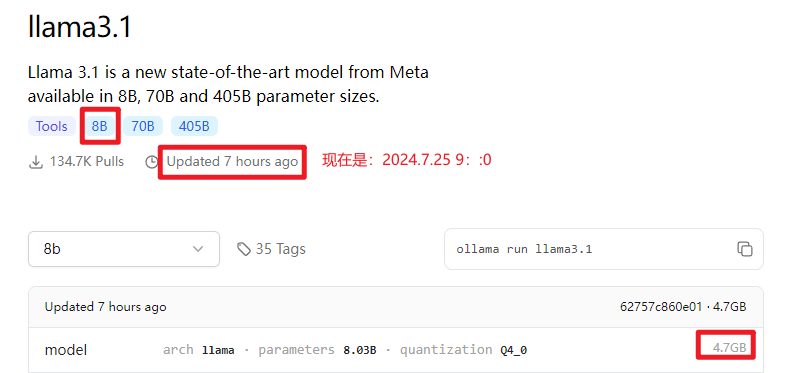 llama3.1
Llama 3.1 is a new state-of-the-art model from Meta
available in 8B, 70B and 405B parameter sizes.
Tools 8B 70B 405B
134.7K Pulls Updated 7 hours ago 现在是：2024.7.25 9：:0
8b 35 Tags ollama run llama3.1
Updated 7 hours ago 62757c860e01 · 4.7GB
model arch llama · parameters 8.03B · quantization Q4_0 4.7GB